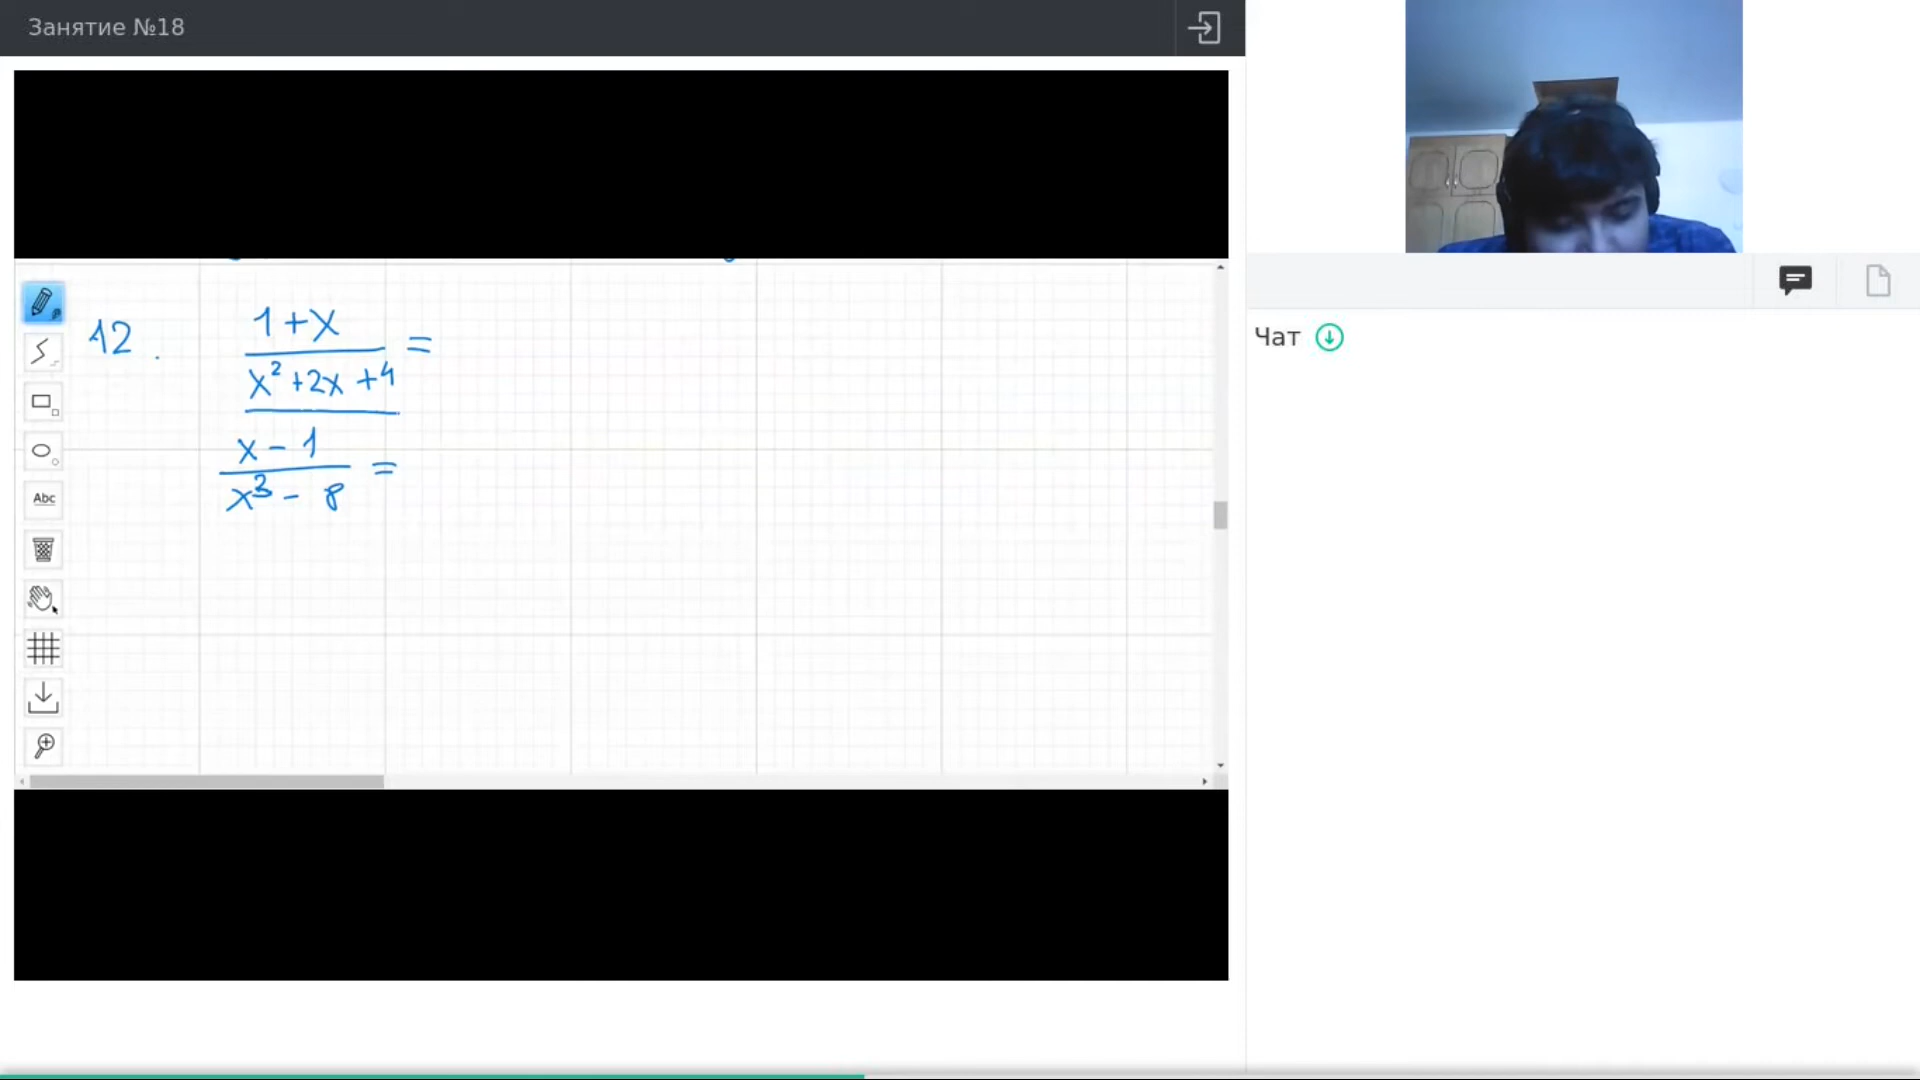 Занятие №18
12.
1+x =
x²+2x+4
x-1 =
x³-8
Abc
Чат